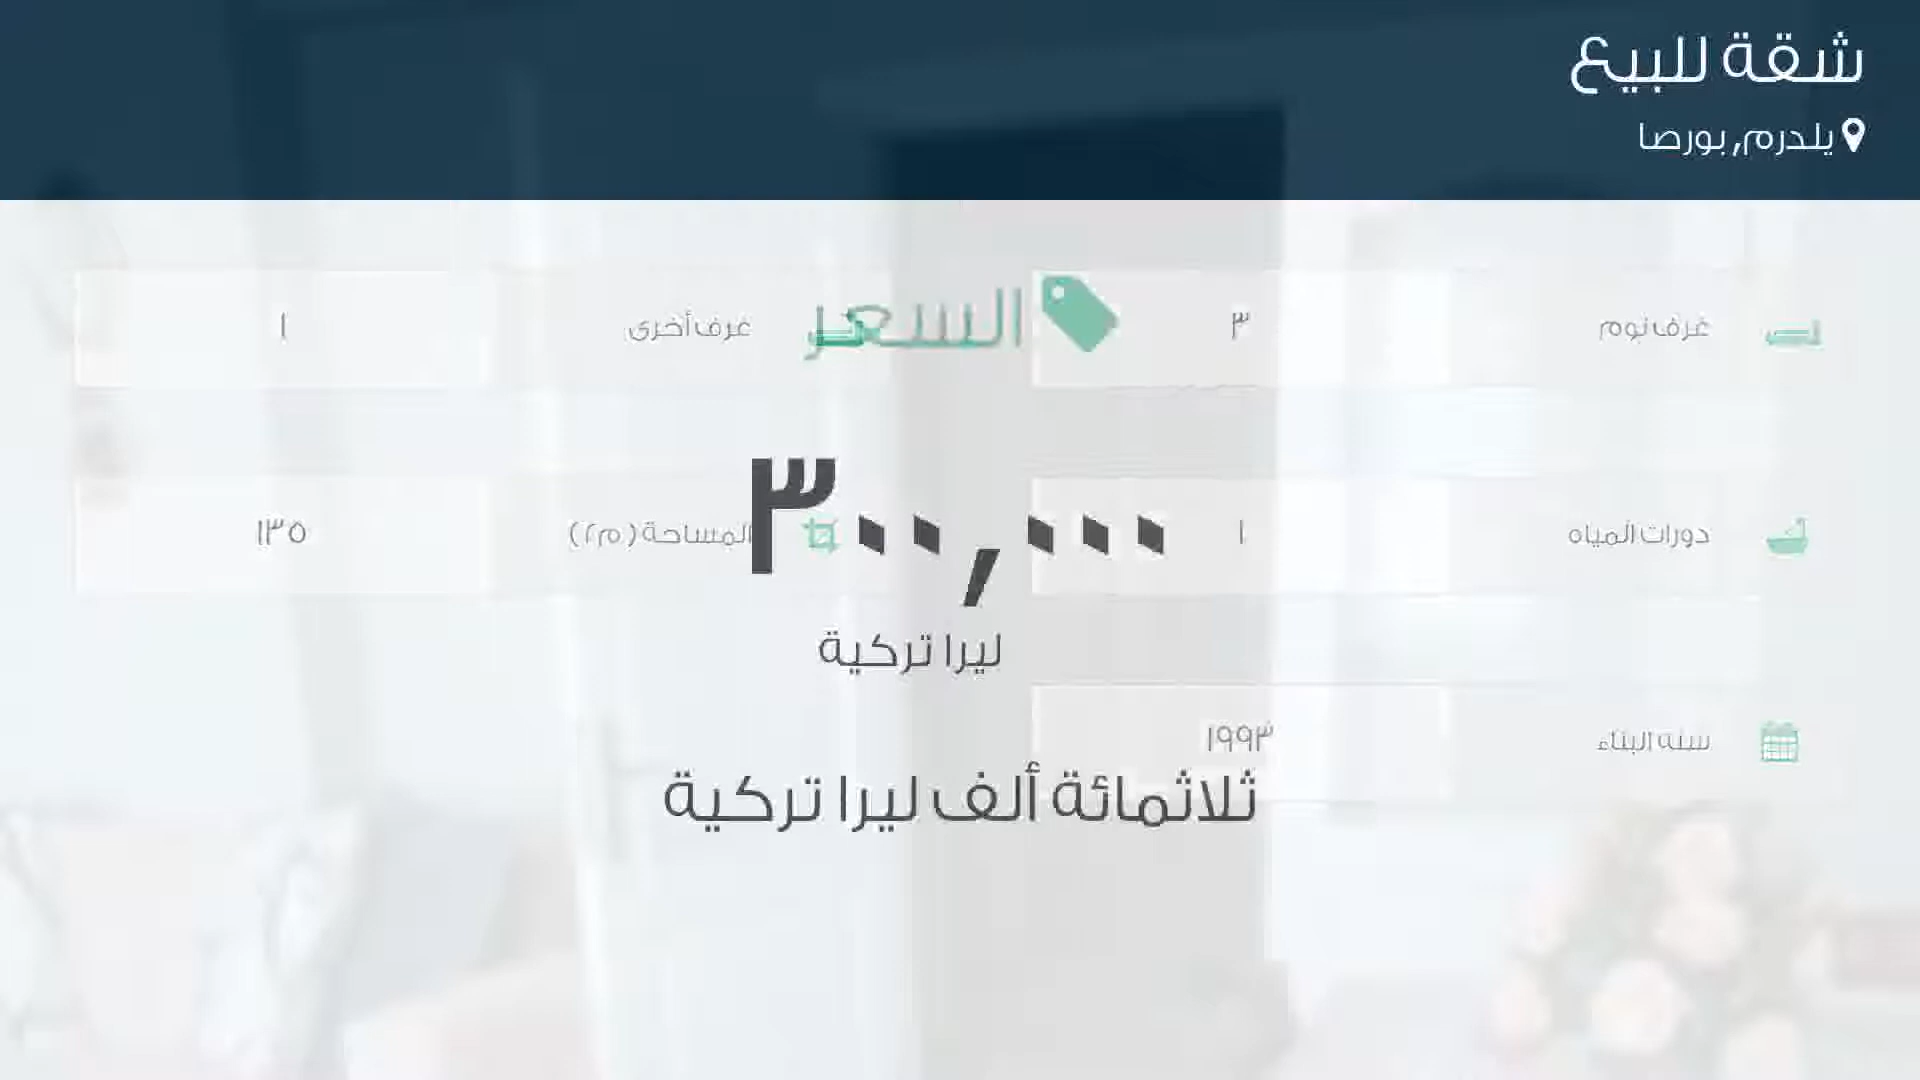 شقة للبيع
يلدرم, بورصا
السعر
غرف نوم
٣
غرف أخرى
١
٣٠٠,٠٠٠
دورات المياه
١
المساحة (م٢)
١٣٥
ليرا تركية
سنة البناء
١٩٩٣
ثلاثمائة ألف ليرا تركية